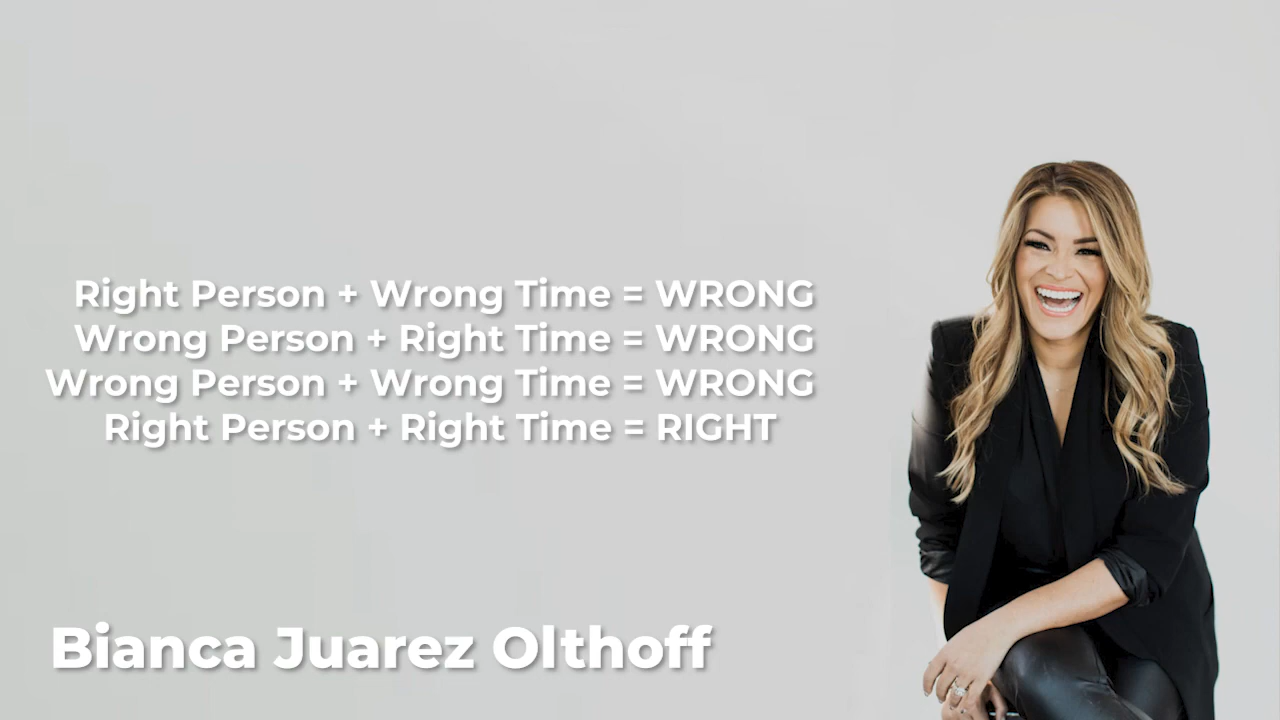 Right Person + Wrong Time = WRONG
Wrong Person + Right Time = WRONG
Wrong Person + Wrong Time = WRONG
Right Person + Right Time = RIGHT
Bianca Juarez Olthoff